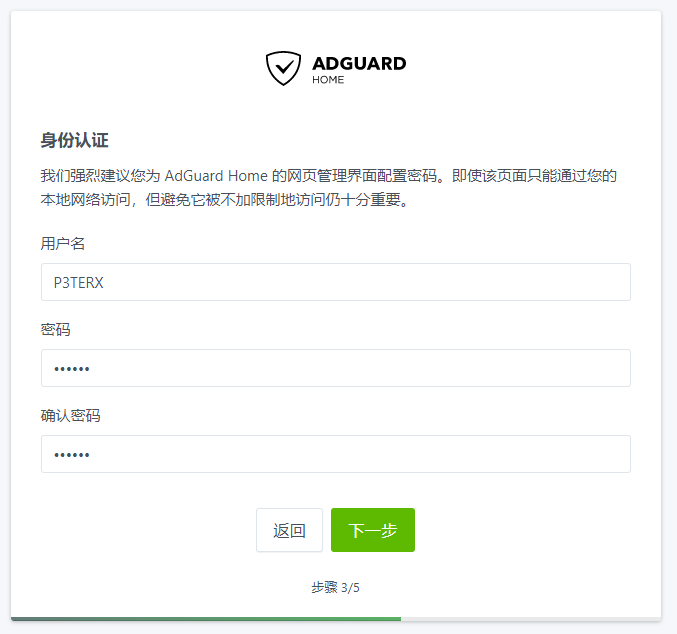 ADGUARD
HOME
身份认证
我们强烈建议您为 AdGuard Home 的网页管理界面配置密码。即使该页面只能通过您的
本地网络访问，但避免它被不加限制地访问仍十分重要。
用户名
P3TERX
密码
••••••
确认密码
••••••
返回 下一步
步骤 3/5